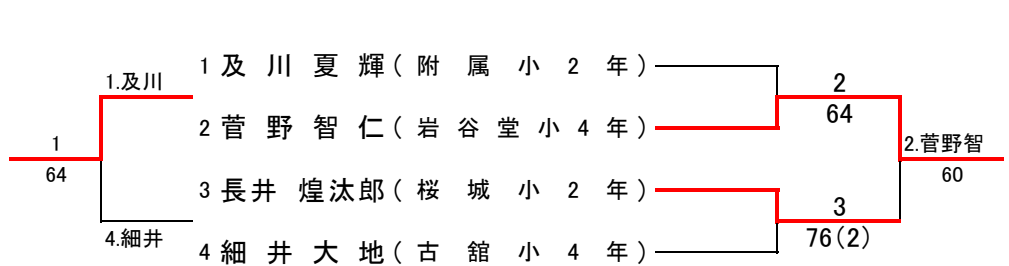 1 及川夏輝(附属小2年)
2 菅野智仁(岩谷堂小4年)
3 長井 煌汰郎(桜城小2年)
4 細井大地(古舘小4年)
1.及川
1
64
4.細井
2
64
3
76(2)
2.菅野智
60